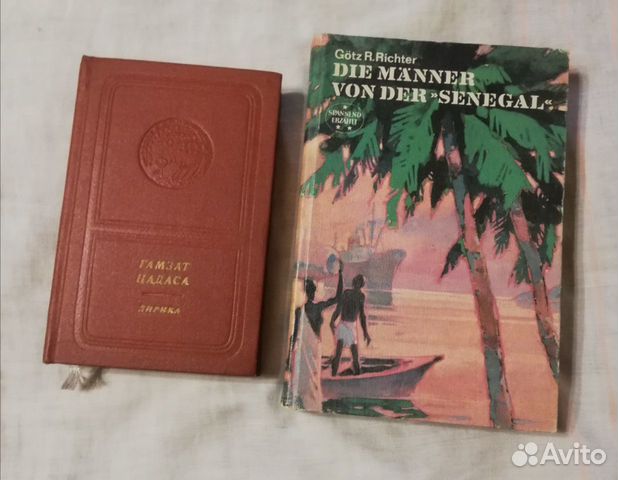 ГАМЗАТ
ЦАДАСА
ЛИРИКА
Götz R. Richter
DIE MÄNNER
VON DER »SENEGAL«
SPANNEND
ERZÄHLT
Avito